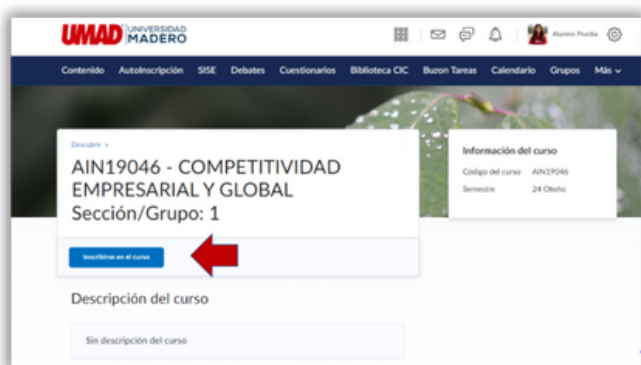 UMAD UNIVERSIDAD MADERO
Alumno Prueba
Contenido Autoinscripción SISE Debates Cuestionarios Biblioteca CIC Buzon Tareas Calendario Grupos Más
Descubrir
AIN19046 - COMPETITIVIDAD
EMPRESARIAL Y GLOBAL
Sección/Grupo: 1
Información del curso
Código del curso AIN19046
Semestre 24 Otoño
Inscribirse en el curso
Descripción del curso
Sin descripción del curso